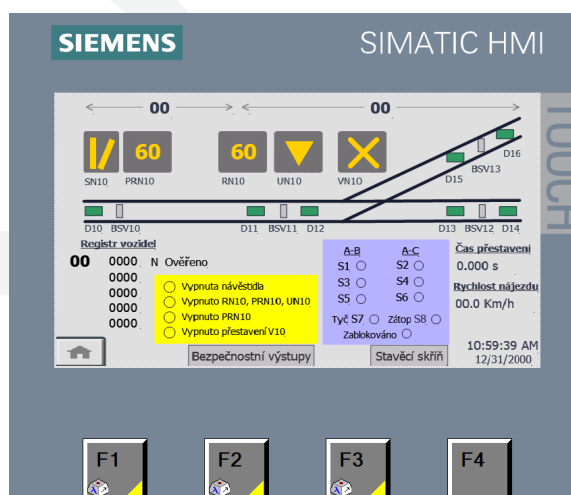 SIEMENS
SIMATIC HMI
TOUCH
00 00
60 60
SN10 PRN10 RN10 UN10 VN10
D16
BSV13
D15
D10 BSV10 D11 BSV11 D12 D13 BSV12 D14
Registr vozidel
00 0000 N Ověřeno
0000
0000
0000
0000
Vypnuta návěstidla
Vypnuto RN10, PRN10, UN10
Vypnuto PRN10
Vypnuto přestavení V10
A-B A-C
S1 S2
S3 S4
S5 S6
Tyč S7 Zátop S8
Zablokováno
Čas přestavení
0.000 s
Rychlost nájezdu
00.0 Km/h
Bezpečnostní výstupy
Stavěcí skříň
10:59:39 AM
12/31/2000
F1 F2 F3 F4